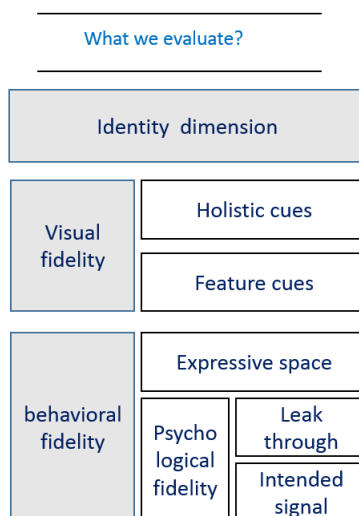 What we evaluate?
Identity dimension
Visual
fidelity
Holistic cues
Feature cues
behavioral
fidelity
Expressive space
Psycho
logical
fidelity
Leak
through
Intended
signal